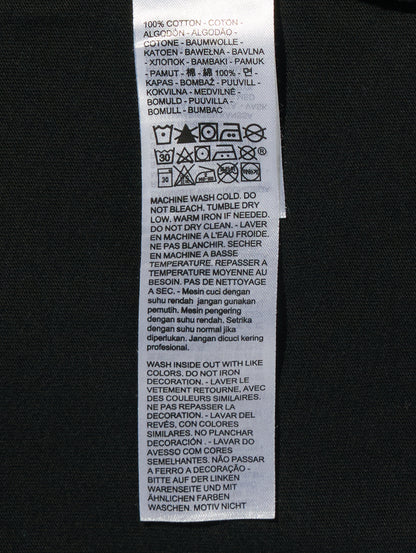 100% COTTON - COTON -
ALGODÓN - ALGODÃO -
COTONE - BAUMWOLLE -
KATOEN - BAWEŁNA - BAVLNA
- ХЛОПОК - BAMBAKI - PAMUK -
PAMUT - 棉 - 綿 100% - 면 -
KAPAS - BOMBAŽ - PUUVILL -
KOKVILNA - MEDVILNĖ -
BOMULD - PUUVILLA -
BOMULL - BUMBAC
30
®
30
MACHINE WASH COLD. DO
NOT BLEACH. TUMBLE DRY
LOW. WARM IRON IF NEEDED.
DO NOT DRY CLEAN. - LAVER
EN MACHINE A L'EAU FROIDE.
NE PAS BLANCHIR. SECHER
EN MACHINE A BASSE
TEMPERATURE. REPASSER A
TEMPERATURE MOYENNE AU
BESOIN. PAS DE NETTOYAGE
A SEC. - Mesin cuci dengan
suhu rendah jangan gunakan
pemutih. Mesin pengering
dengan suhu rendah. Setrika
dengan suhu normal jika
diperlukan. Jangan dicuci kering
profesional.
WASH INSIDE OUT WITH LIKE
COLORS. DO NOT IRON
DECORATION. - LAVER LE
VETEMENT RETOURNE, AVEC
DES COULEURS SIMILAIRES.
NE PAS REPASSER LA
DECORATION. - LAVAR DEL
REVÉS, CON COLORES
SIMILARES. NO PLANCHAR
DECORACIÓN . - LAVAR DO
AVESSO COM CORES
SEMELHANTES. NÃO PASSAR
A FERRO A DECORAÇÃO -
BITTE AUF DER LINKEN
WARENSEITE UND MIT
ÄHNLICHEN FARBEN
WASCHEN. MOTIV NICHT